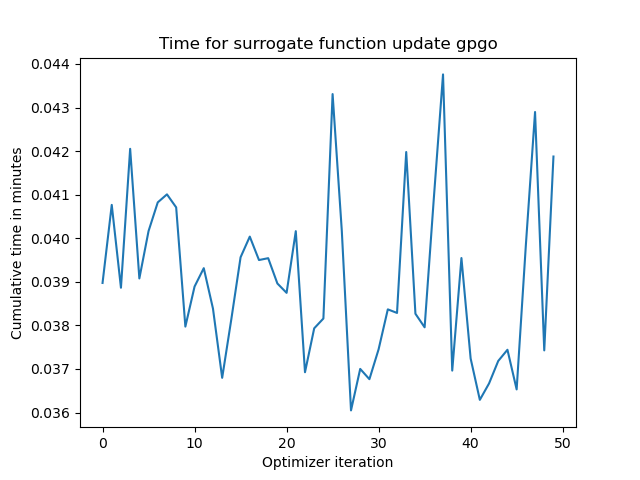 Time for surrogate function update gpgo
Cumulative time in minutes
0.044
0.043
0.042
0.041
0.040
0.039
0.038
0.037
0.036
0 10 20 30 40 50
Optimizer iteration